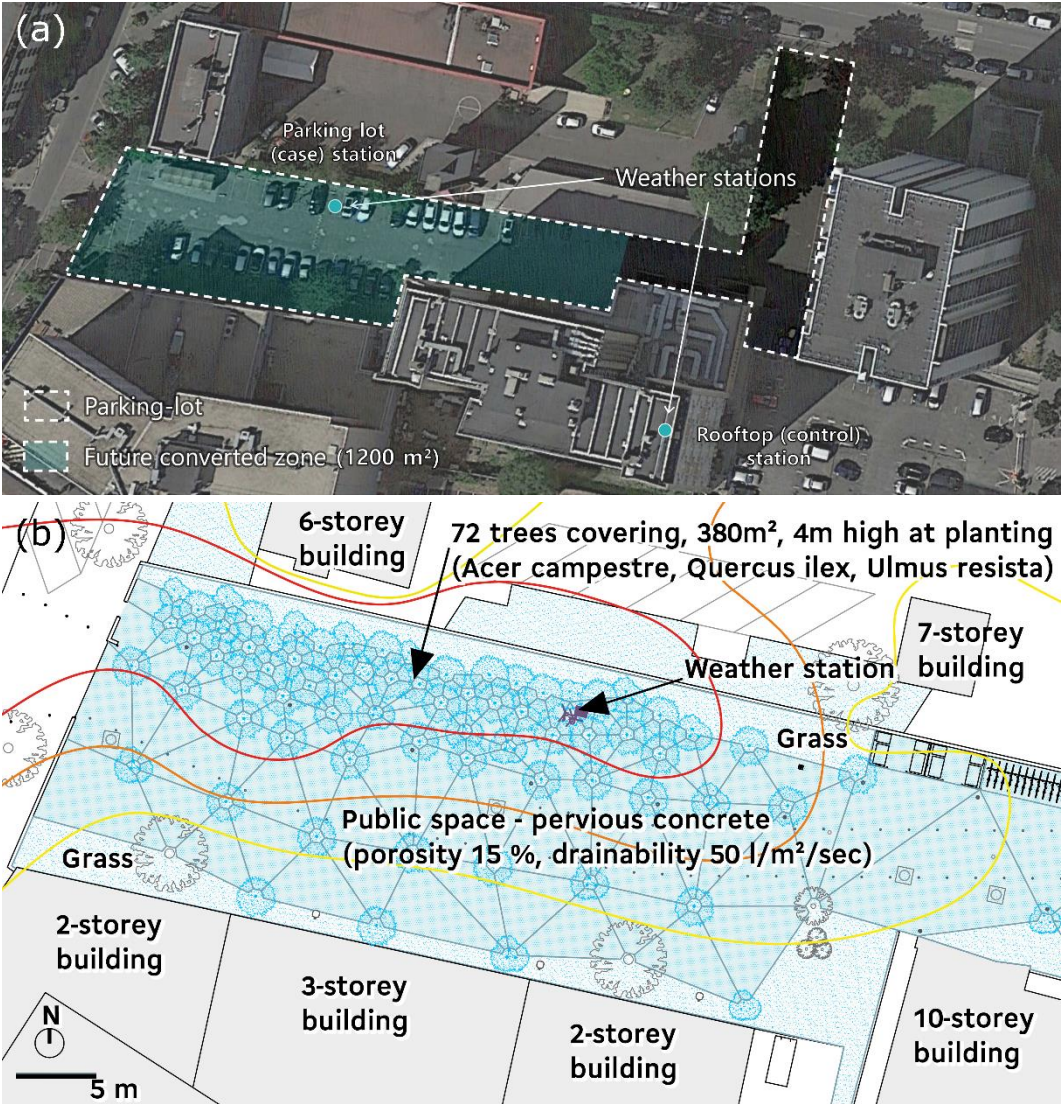 (a)
Parking lot
(case) station
Weather stations
Parking-lot
Future converted zone (1200 m²)
Rooftop (control)
station
(b)
6-storey
building
72 trees covering, 380m², 4m high at planting
(Acer campestre, Quercus ilex, Ulmus resista)
7-storey
building
Weather station
Grass
Public space - pervious concrete
(porosity 15 %, drainability 50 l/m²/sec)
Grass
2-storey
building
3-storey
building
2-storey
building
10-storey
building
N
5 m